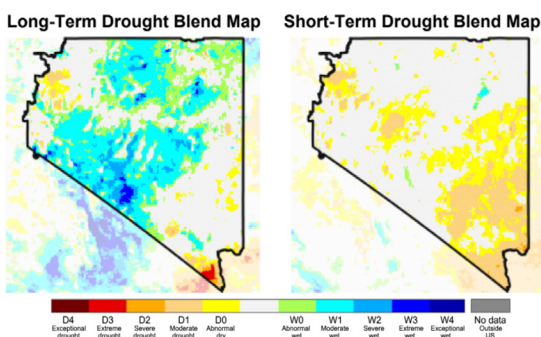 Long-Term Drought Blend Map
Short-Term Drought Blend Map
D4 D3 D2 D1 D0 W0 W1 W2 W3 W4 No data
Exceptional Extreme Severe Moderate Abnormal Abnormal Moderate Severe Extreme Exceptional Outside
drought drought drought drought dry wet wet wet wet wet US